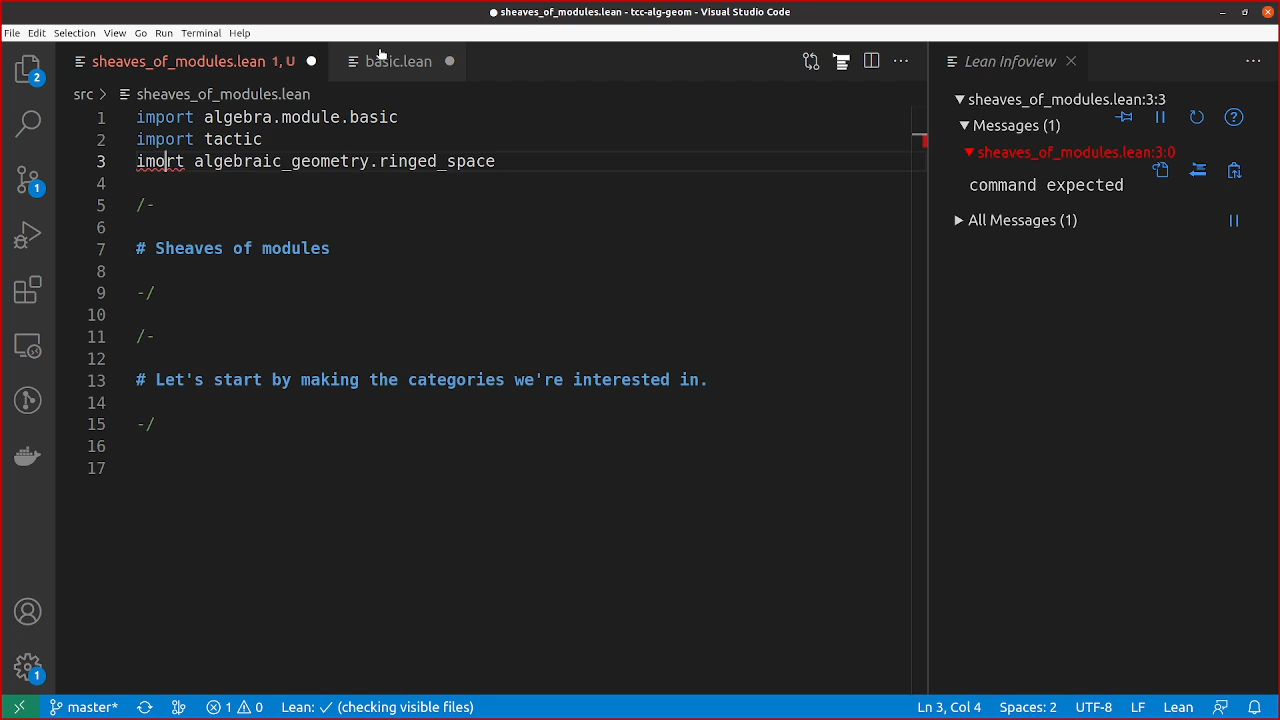 sheaves_of_modules.lean - tcc-alg-geom - Visual Studio Code
File Edit Selection View Go Run Terminal Help
sheaves_of_modules.lean 1, U basic.lean Lean Infoview
src sheaves_of_modules.lean
1 import algebra.module.basic
2 import tactic
3 imort algebraic_geometry.ringed_space
4
5 /-
6
7 # Sheaves of modules
8
9 -/
10
11 /-
12
13 # Let's start by making the categories we're interested in.
14
15 -/
16
17
sheaves_of_modules.lean:3:3
Messages (1)
sheaves_of_modules.lean:3:0
command expected
All Messages (1)
2
1
1
master* 1 0 Lean: ✓ (checking visible files) Ln 3, Col 4 Spaces: 2 UTF-8 LF Lean